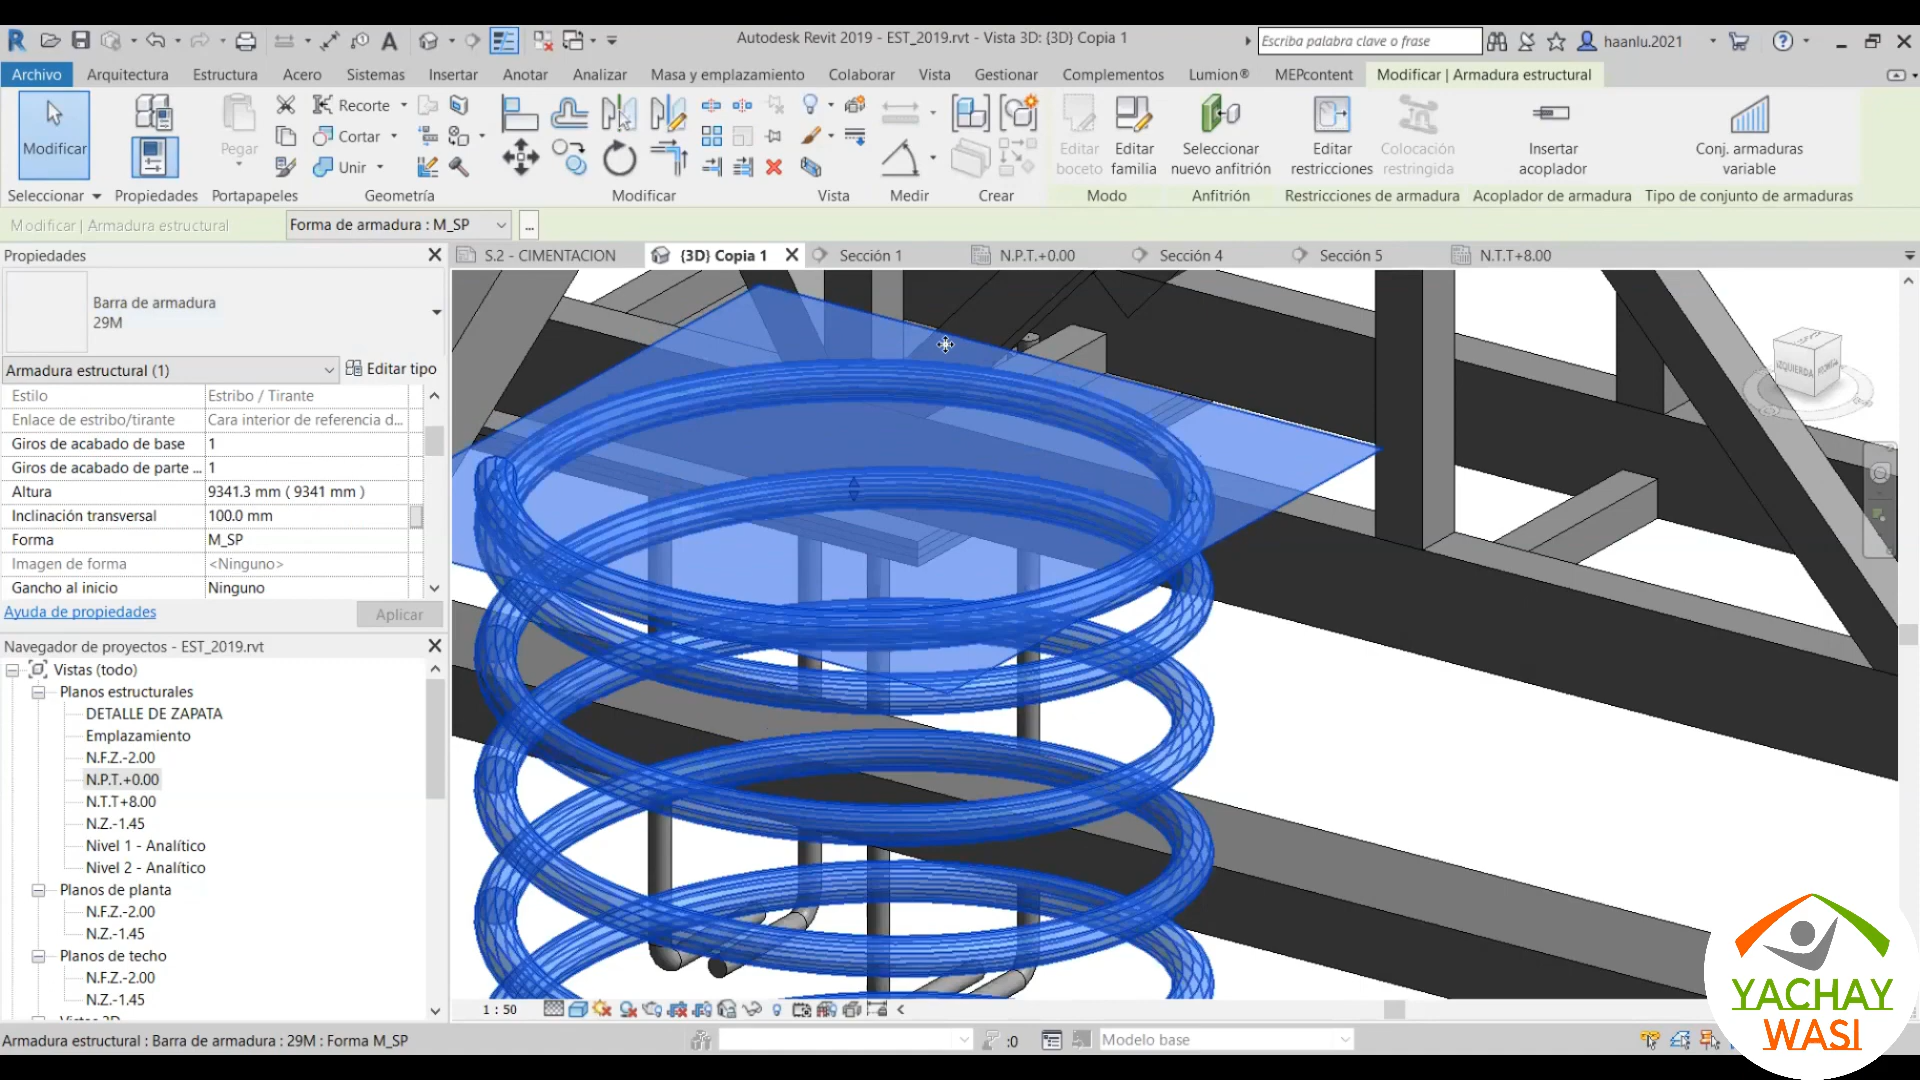 Autodesk Revit 2019 - EST_2019.rvt - Vista 3D: {3D} Copia 1
Escriba palabra clave o frase
haanlu.2021
Archivo Arquitectura Estructura Acero Sistemas Insertar Anotar Analizar Masa y emplazamiento Colaborar Vista Gestionar Complementos Lumion® MEPcontent Modificar | Armadura estructural
Modificar
Pegar
Recorte
Cortar
Unir
Editar boceto
Editar familia
Seleccionar nuevo anfitrión
Editar restricciones
Colocación restringida
Insertar acoplador
Conj. armaduras variable
Seleccionar Propiedades Portapapeles Geometría Modificar Vista Medir Crear Modo Anfitrión Restricciones de armadura Acoplador de armadura Tipo de conjunto de armaduras
Modificar | Armadura estructural
Forma de armadura : M_SP
...
Propiedades
S.2 - CIMENTACION {3D} Copia 1 Sección 1 N.P.T.+0.00 Sección 4 Sección 5 N.T.T+8.00
Barra de armadura
29M
Armadura estructural (1)
Editar tipo
Estilo Estribo / Tirante
Enlace de estribo/tirante Cara interior de referencia d...
Giros de acabado de base 1
Giros de acabado de parte ... 1
Altura 9341.3 mm ( 9341 mm )
Inclinación transversal 100.0 mm
Forma M_SP
Imagen de forma <Ninguno>
Gancho al inicio Ninguno
Ayuda de propiedades
Aplicar
Navegador de proyectos - EST_2019.rvt
Vistas (todo)
Planos estructurales
DETALLE DE ZAPATA
Emplazamiento
N.F.Z.-2.00
N.P.T.+0.00
N.T.T+8.00
N.Z.-1.45
Nivel 1 - Analítico
Nivel 2 - Analítico
Planos de planta
N.F.Z.-2.00
N.Z.-1.45
Planos de techo
N.F.Z.-2.00
N.Z.-1.45
IZQUIERDA
1 : 50
Armadura estructural : Barra de armadura : 29M : Forma M_SP
:0
Modelo base
YACHAY
WASI